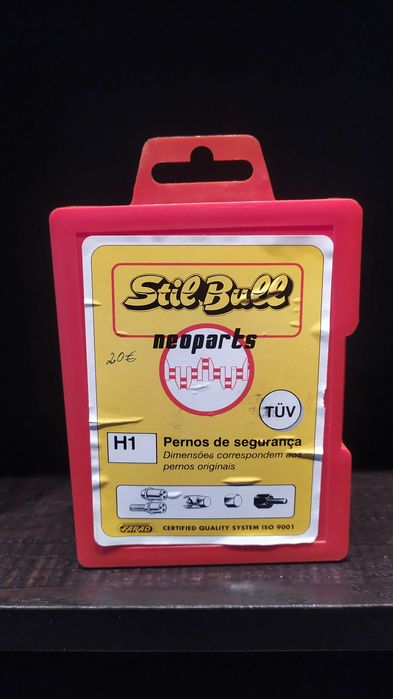 Stil Bull
neoparts
20€
TÜV
H1
Pernos de segurança
Dimensões correspondem aos
pernos originais
FARAD
CERTIFIED QUALITY SYSTEM ISO 9001